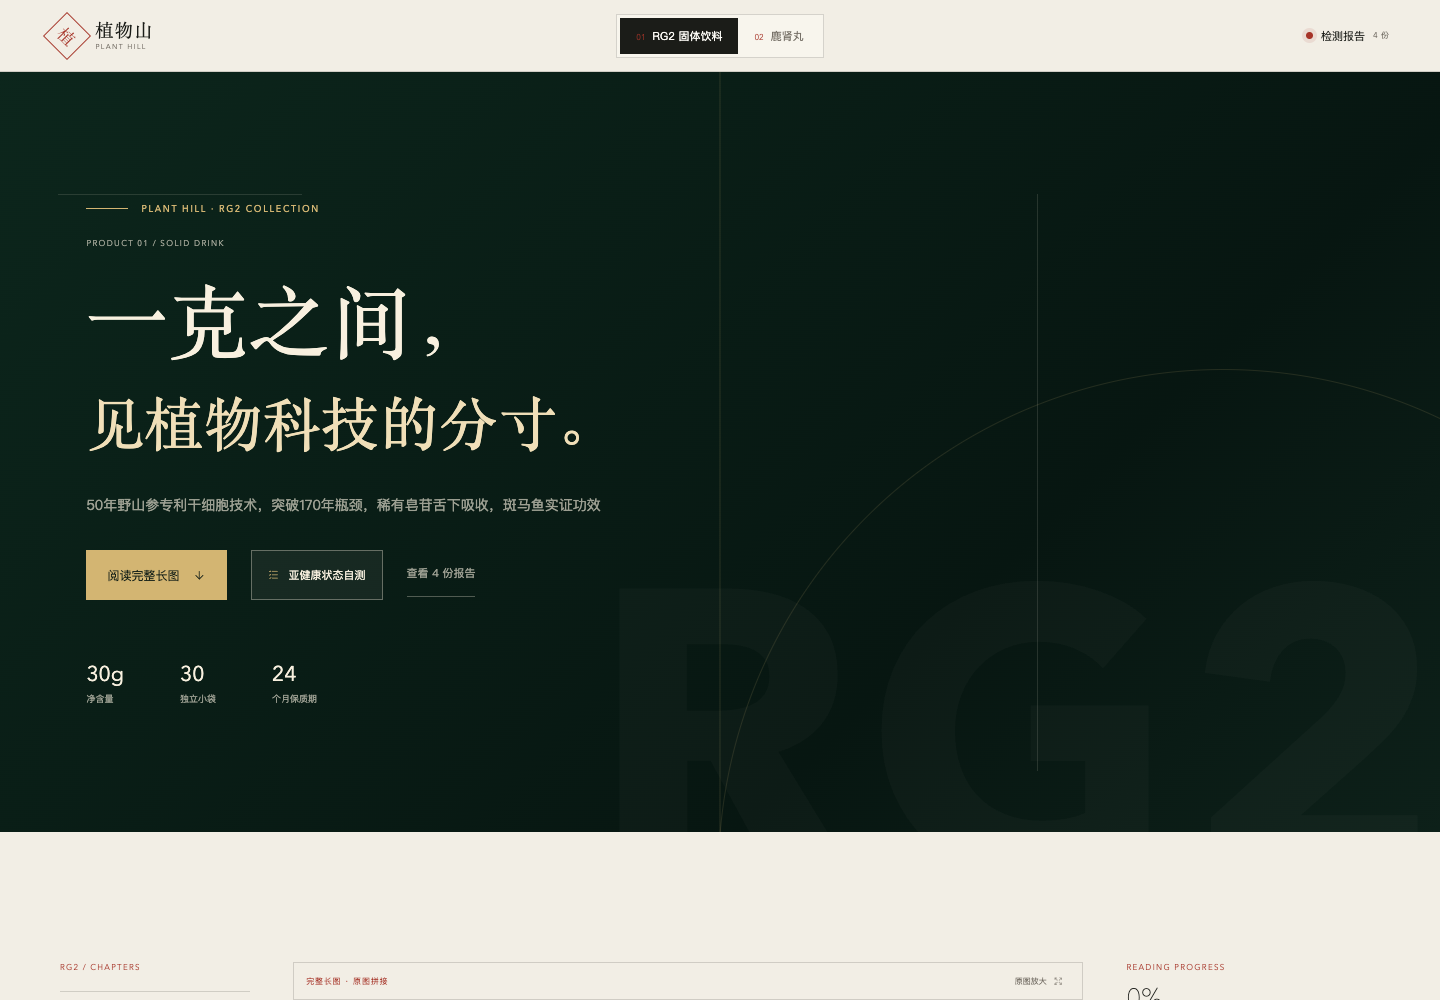 植
植物山
PLANT HILL
01 RG2 固体饮料
02 鹿肾丸
检测报告 4 份
PLANT HILL · RG2 COLLECTION
PRODUCT 01 / SOLID DRINK
一克之间，
见植物科技的分寸。
50年野山参专利干细胞技术，突破170年瓶颈，稀有皂苷舌下吸收，斑马鱼实证功效
阅读完整长图 ↓
亚健康状态自测
查看 4 份报告
30g
净含量
30
独立小袋
24
个月保质期
RG2
RG2 / CHAPTERS
完整长图 · 原图拼接
原图放大
READING PROGRESS
0%